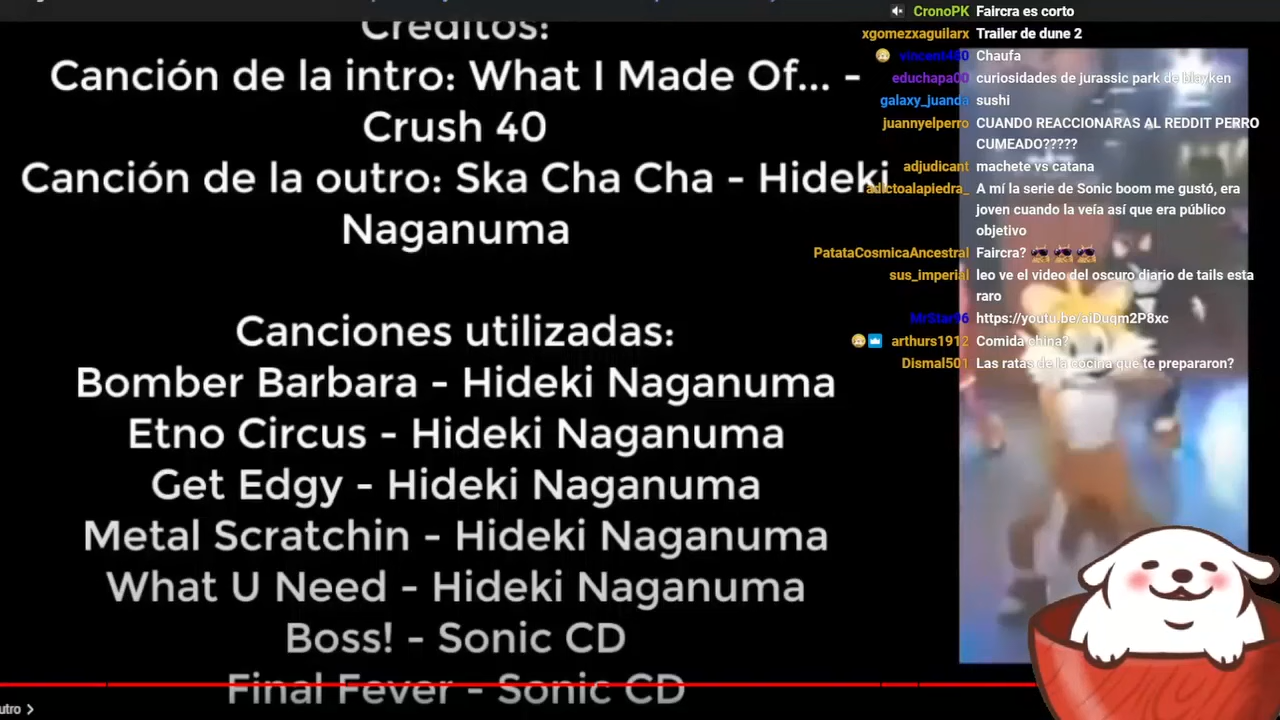 Créditos:
Canción de la intro: What I Made Of... -
Crush 40
Canción de la outro: Ska Cha Cha - Hideki
Naganuma
Canciones utilizadas:
Bomber Barbara - Hideki Naganuma
Etno Circus - Hideki Naganuma
Get Edgy - Hideki Naganuma
Metal Scratchin - Hideki Naganuma
What U Need - Hideki Naganuma
Boss! - Sonic CD
Final Fever - Sonic CD
utro >
CronoPK Faircra es corto
xgomezxaguilarx Trailer de dune 2
vincent460 Chaufa
educhapa00 curiosidades de jurassic park de blayken
galaxy_juanda sushi
juannyelperro CUANDO REACCIONARAS AL REDDIT PERRO
CUMEADO?????
adjudicant machete vs catana
adictoalapiedra_ A mí la serie de Sonic boom me gustó, era
joven cuando la veía así que era público
objetivo
PatataCosmicaAncestral Faircra?
sus_imperial leo ve el video del oscuro diario de tails esta
raro
MrStar96 https://youtu.be/aiDuqm2P8xc
arthurs1912 Comida china?
Dismal501 Las ratas de la cocina que te prepararon?